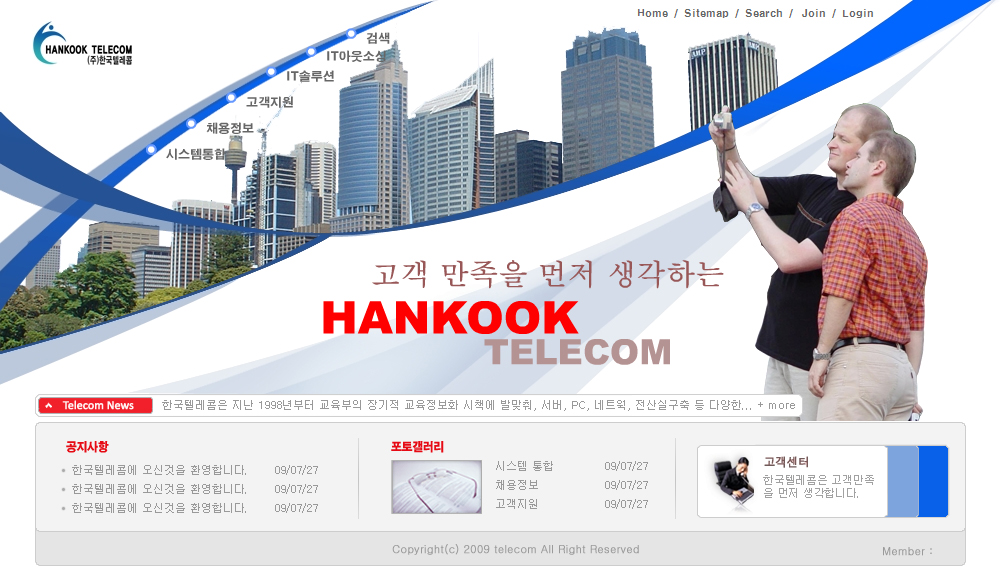 Home / Sitemap / Search / Join / Login
HANKOOK TELECOM
(주)한국텔레콤
검색
IT아웃소싱
IT솔루션
고객지원
채용정보
시스템통합
AMP
고객 만족을 먼저 생각하는
HANKOOK
TELECOM
Telecom News
한국텔레콤은 지난 1998년부터 교육부의 장기적 교육정보화 시책에 발맞춰, 서버, PC, 네트웍, 전산실구축 등 다양한... + more
공지사항
한국텔레콤에 오신것을 환영합니다. 09/07/27
한국텔레콤에 오신것을 환영합니다. 09/07/27
한국텔레콤에 오신것을 환영합니다. 09/07/27
포토갤러리
시스템 통합 09/07/27
채용정보 09/07/27
고객지원 09/07/27
고객센터
한국텔레콤은 고객만족
을 먼저 생각합니다.
Copyright(c) 2009 telecom All Right Reserved
Member :